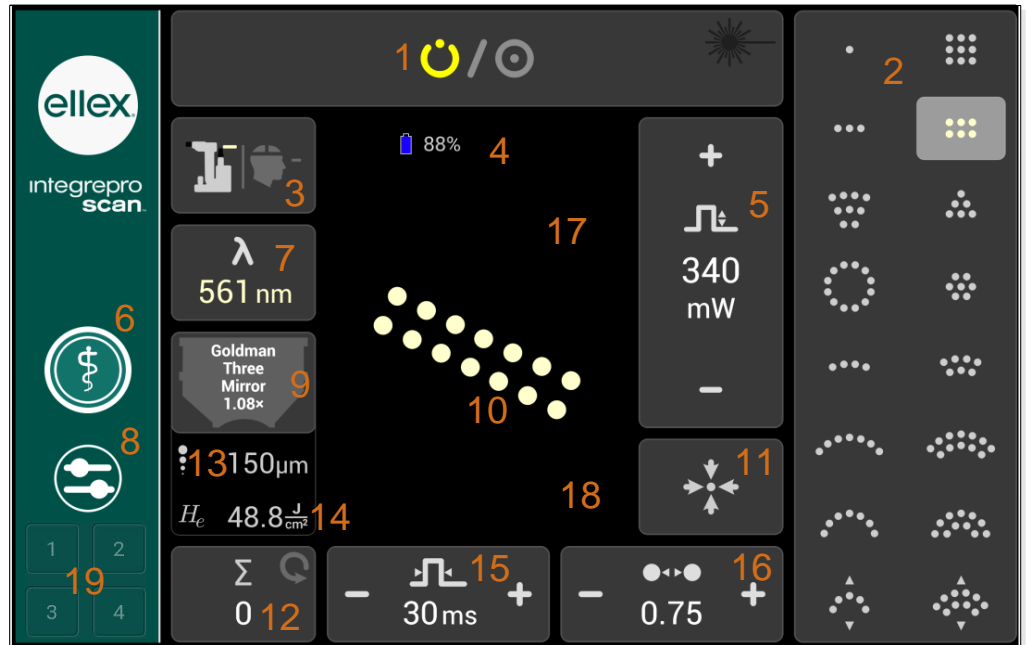 1
2
ellex
integrepro
scan
3
88%
4
17
+
5
340
mW
−
λ
7
561 nm
6
Goldman
Three
Mirror
1.08×
9
10
8
13
150µm
He
48.8 J/cm²
14
18
11
1
2
19
3
4
Σ
0
12
−
15
+
30 ms
−
16
+
0.75